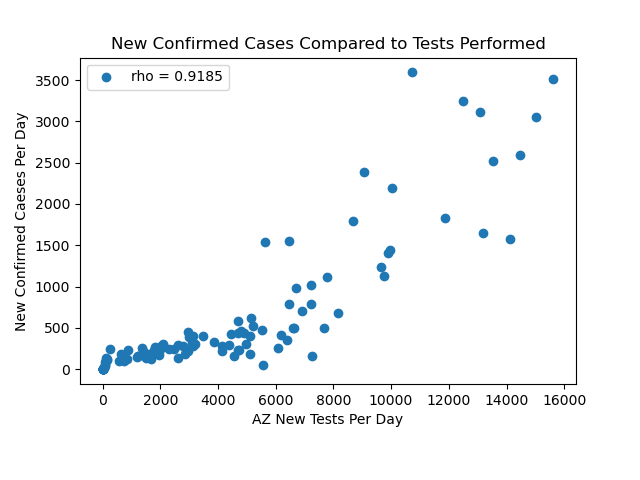 New Confirmed Cases Compared to Tests Performed
rho = 0.9185
New Confirmed Caeses Per Day
3500
3000
2500
2000
1500
1000
500
0
0 2000 4000 6000 8000 10000 12000 14000 16000
AZ New Tests Per Day